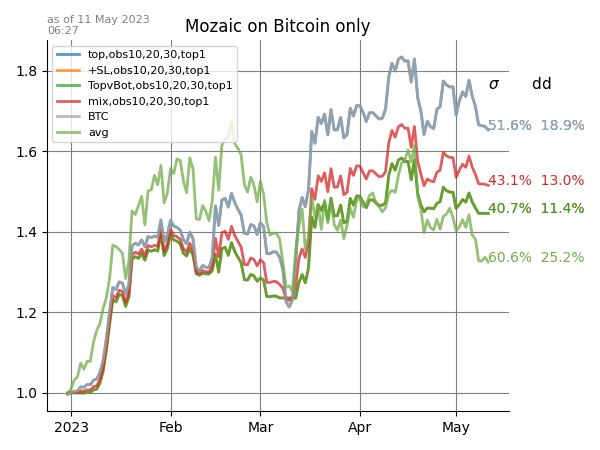 as of 11 May 2023
06:27
Mozaic on Bitcoin only
top,obs10,20,30,top1
+SL,obs10,20,30,top1
TopvBot,obs10,20,30,top1
mix,obs10,20,30,top1
BTC
avg
σ dd
51.6% 18.9%
43.1% 13.0%
40.7% 11.4%
60.6% 25.2%
1.8
1.6
1.4
1.2
1.0
2023 Feb Mar Apr May